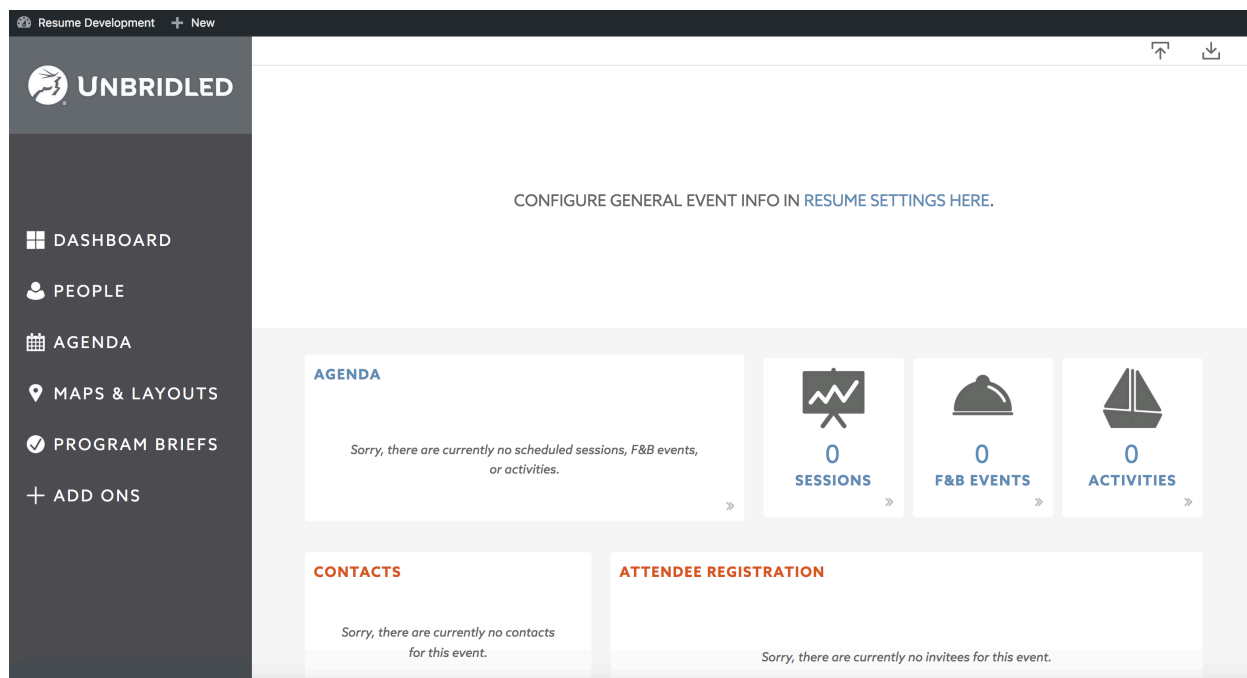 Resume Development + New
UNBRIDLED
CONFIGURE GENERAL EVENT INFO IN RESUME SETTINGS HERE.
DASHBOARD
PEOPLE
AGENDA
MAPS & LAYOUTS
PROGRAM BRIEFS
ADD ONS
AGENDA
Sorry, there are currently no scheduled sessions, F&B events,
or activities.
0
SESSIONS
0
F&B EVENTS
0
ACTIVITIES
CONTACTS
Sorry, there are currently no contacts
for this event.
ATTENDEE REGISTRATION
Sorry, there are currently no invitees for this event.